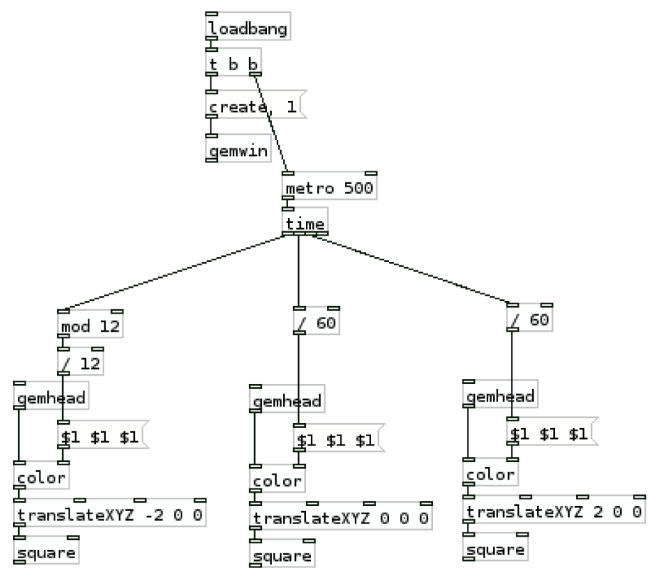 loadbang
t b b
create, 1
gemwin
metro 500
time
mod 12
/ 12
gemhead
$1 $1 $1
color
translateXYZ -2 0 0
square
/ 60
gemhead
$1 $1 $1
color
translateXYZ 0 0 0
square
/ 60
gemhead
$1 $1 $1
color
translateXYZ 2 0 0
square